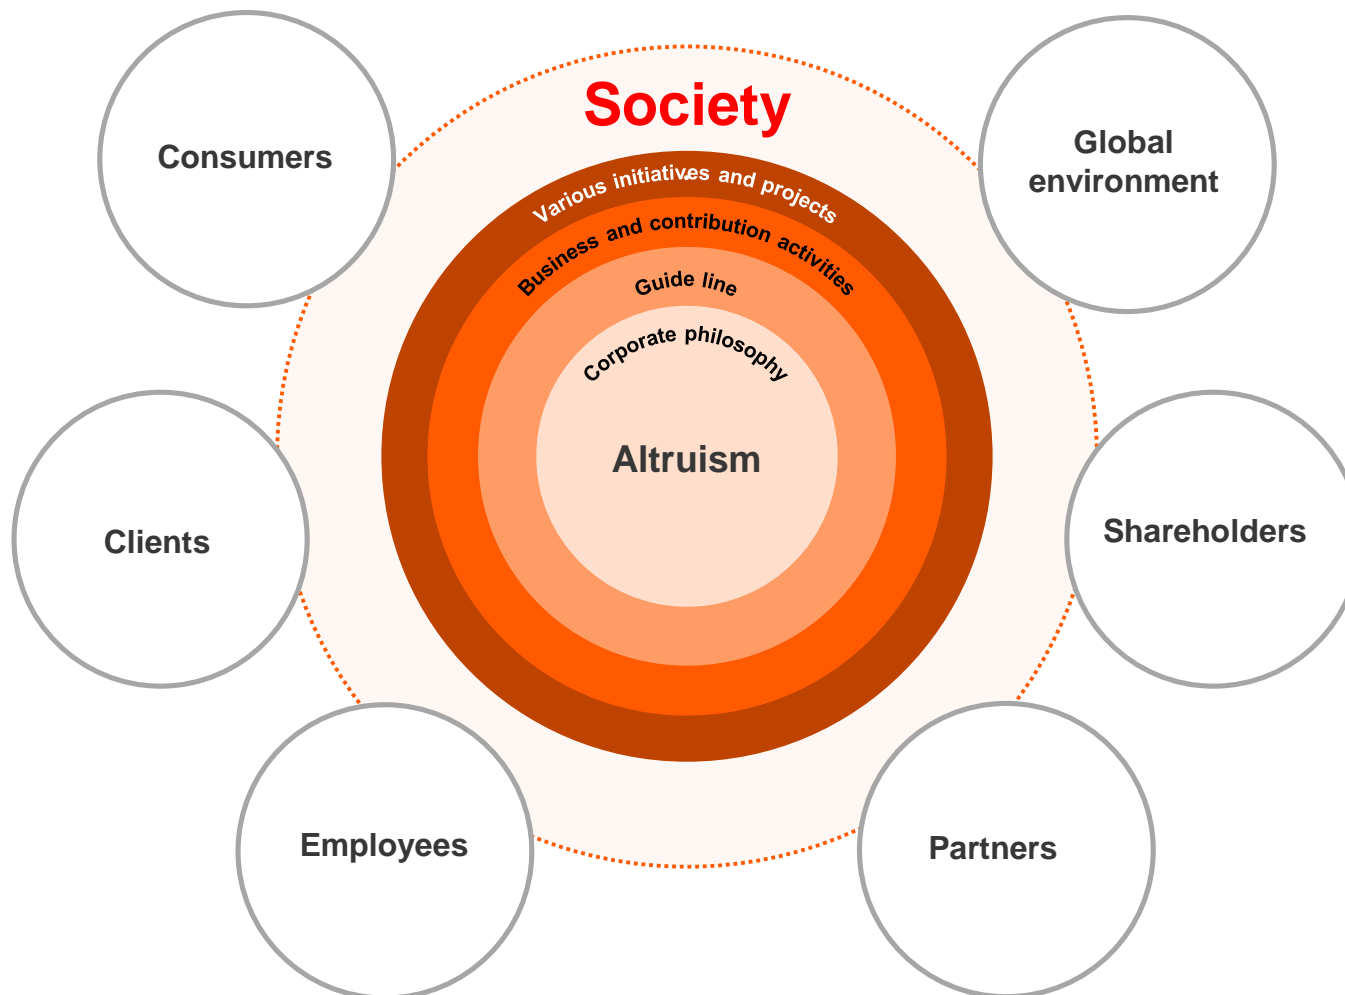 Society
Consumers
Global
environment
Various initiatives and projects
Business and contribution activities
Guide line
Corporate philosophy
Altruism
Clients
Shareholders
Employees
Partners